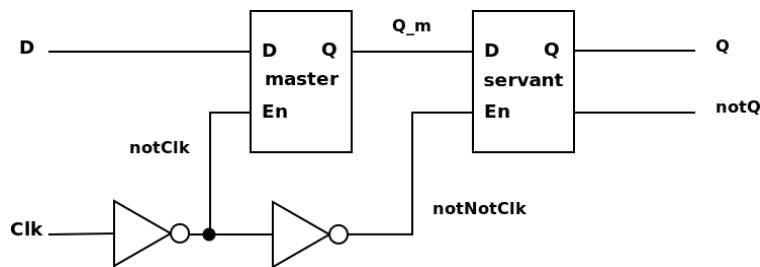 D
D Q
master
En
Q_m
D Q
servant
En
Q
notQ
notClk
Clk
notNotClk